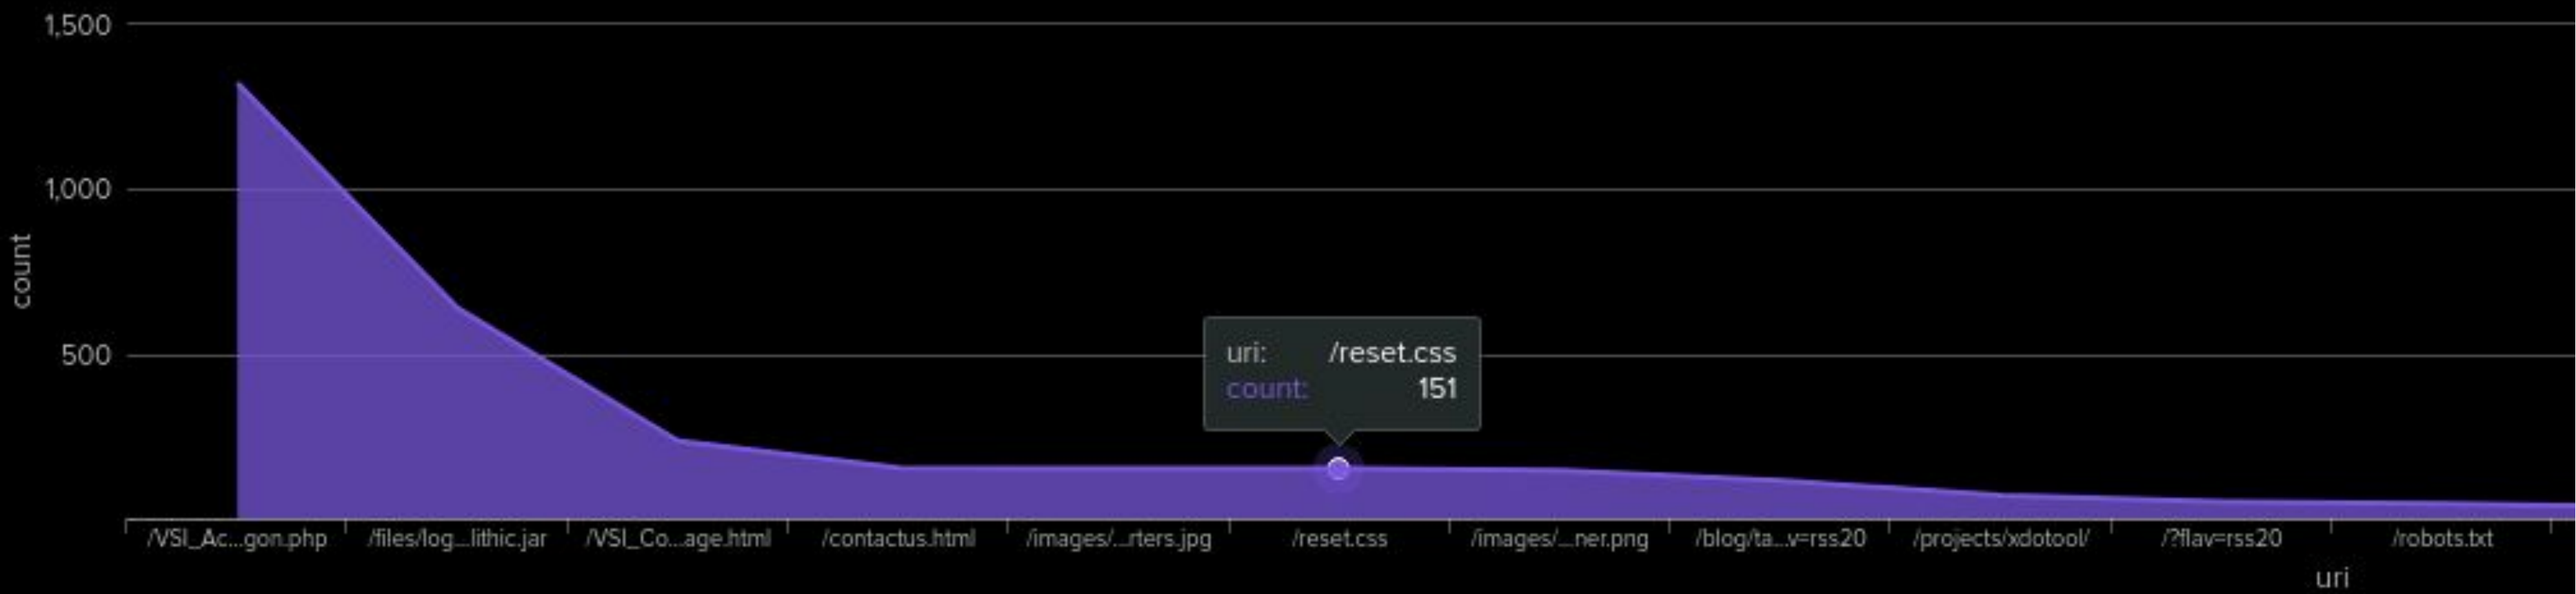 1,500
1,000
500
count
uri: /reset.css
count: 151
/VSI_Ac...gon.php /files/log...lithic.jar /VSI_Co...age.html /contactus.html /images/...rters.jpg /reset.css /images/...ner.png /blog/ta...v=rss20 /projects/xdotool/ /?flav=rss20 /robots.txt
uri